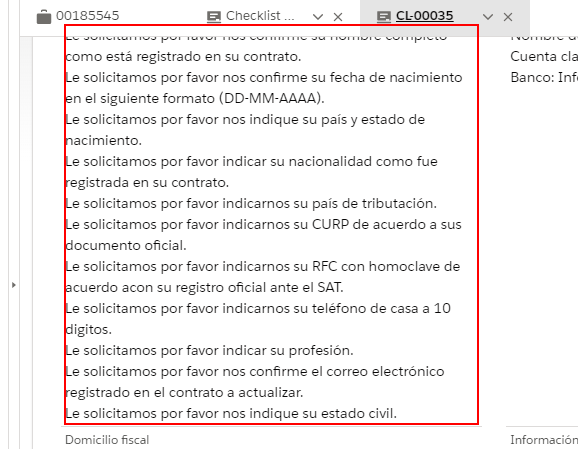 00185545
Checklist ...
CL-00035
Le solicitamos por favor nos confirme su nombre completo
como está registrado en su contrato.
Le solicitamos por favor nos confirme su fecha de nacimiento
en el siguiente formato (DD-MM-AAAA).
Le solicitamos por favor nos indique su país y estado de
nacimiento.
Le solicitamos por favor indicar su nacionalidad como fue
registrada en su contrato.
Le solicitamos por favor indicarnos su país de tributación.
Le solicitamos por favor indicarnos su CURP de acuerdo a sus
documento oficial.
Le solicitamos por favor indicarnos su RFC con homoclave de
acuerdo acon su registro oficial ante el SAT.
Le solicitamos por favor indicarnos su teléfono de casa a 10
digitos.
Le solicitamos por favor indicar su profesión.
Le solicitamos por favor nos confirme el correo electrónico
registrado en el contrato a actualizar.
Le solicitamos por favor nos indique su estado civil.
Domicilio fiscal
Nombre d
Cuenta cla
Banco: Inf
Información